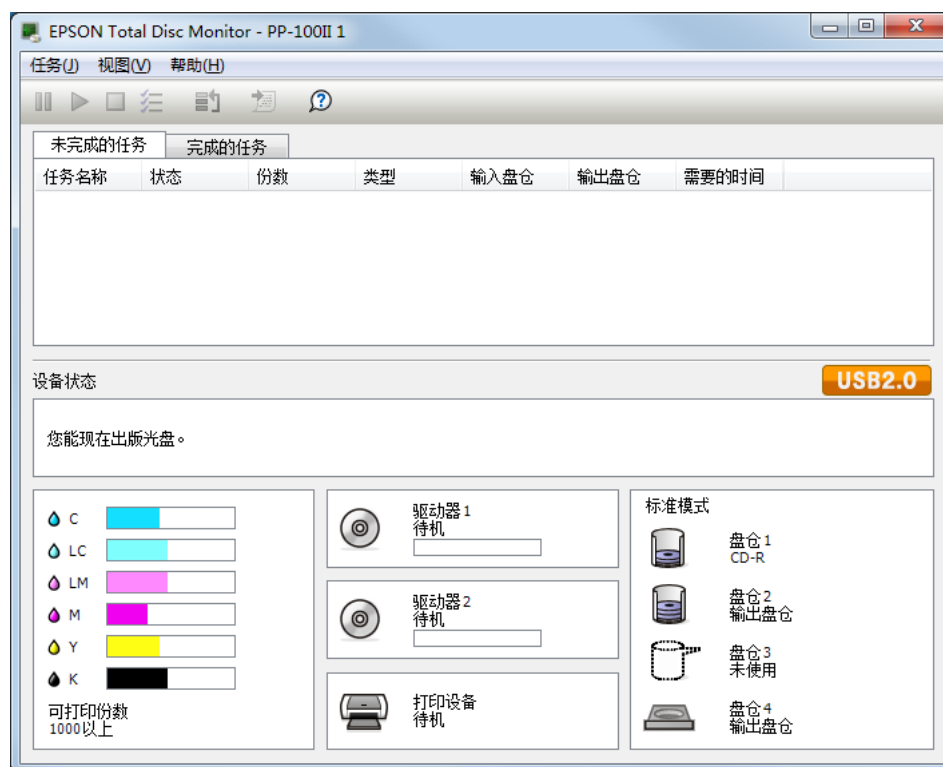 EPSON Total Disc Monitor - PP-100II 1
任务(J) 视图(V) 帮助(H)
未完成的任务 完成的任务
任务名称 状态 份数 类型 输入盘仓 输出盘仓 需要的时间
设备状态
USB2.0
您能现在出版光盘。
C
LC
LM
M
Y
K
可打印份数
1000以上
驱动器1
待机
驱动器2
待机
打印设备
待机
标准模式
盘仓1
CD-R
盘仓2
输出盘仓
盘仓3
未使用
盘仓4
输出盘仓